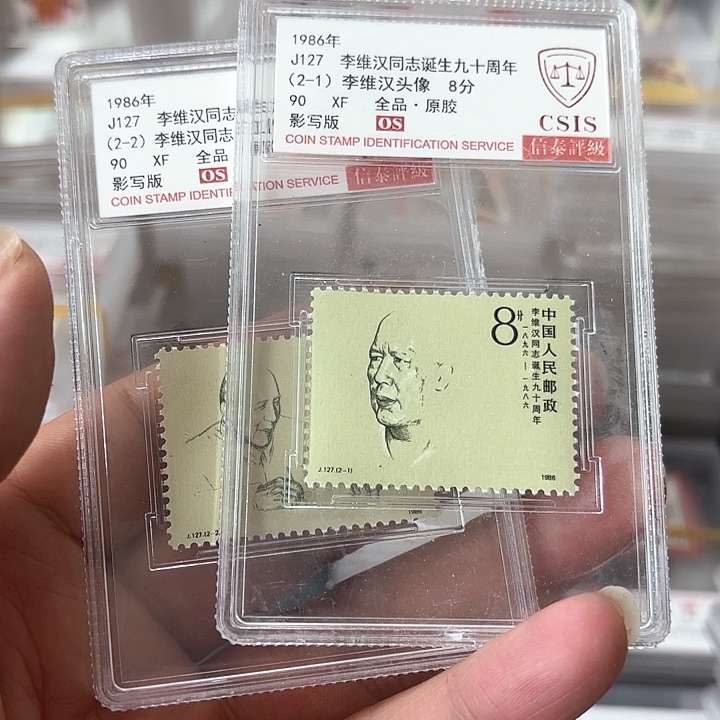 1986年
J127 李维汉同志诞生九十周年
(2-1) 李维汉头像 8分
90 XF 全品·原胶
影写版 OS
CSIS
COIN STAMP IDENTIFICATION SERVICE 信泰評級
8分
中国人民邮政
李维汉同志诞生九十周年
一八九六—一九八六
J.127.(2-1)
1986
1986年
J127 李维汉同志
(2-2) 李维汉同志
90 XF 全品
影写版 OS
COIN STAMP IDENTIFICATION SERVICE 信泰評級
J.127.(2-2
1986